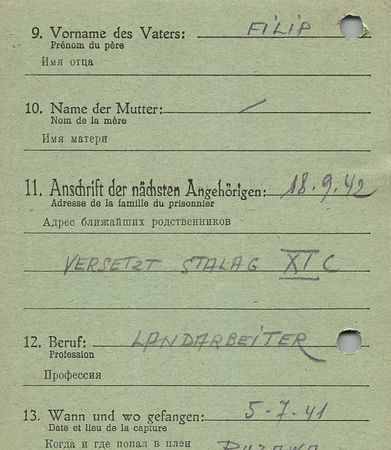 9. Vorname des Vaters: FILIP
Prénom du père
Имя отца
10. Name der Mutter: —
Nom de la mère
Имя матери
11. Anschrift der nächsten Angehörigen: 18.9.42
Adresse de la famille du prisonnier
Адрес ближайших родственников
VERSETZT STALAG XI C
12. Beruf: LANDARBEITER
Profession
Профессия
13. Wann und wo gefangen: 5-7-41
Date et lieu de la capture
Когда и где попал в плен